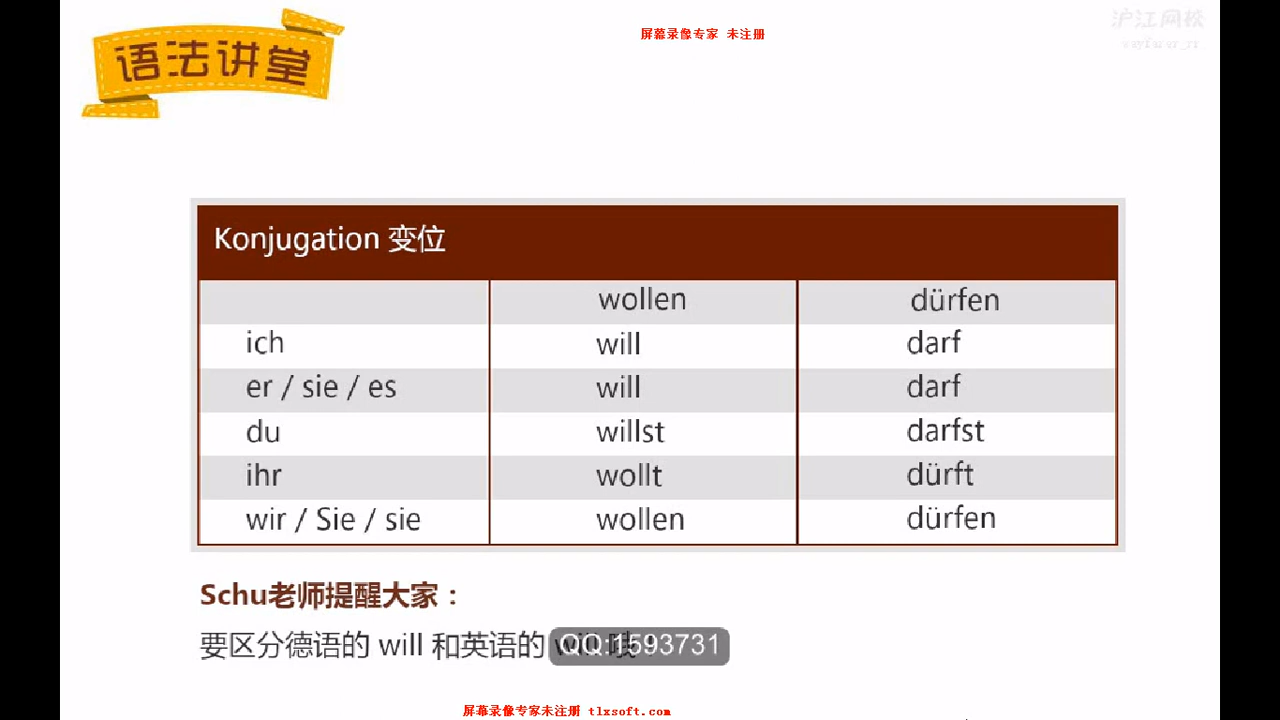 屏幕录像专家 未注册
沪江网校
语法讲堂
Konjugation 变位
wollen dürfen
ich will darf
er / sie / es will darf
du willst darfst
ihr wollt dürft
wir / Sie / sie wollen dürfen
Schu老师提醒大家：
要区分德语的 will 和英语的
QQ:1593731
屏幕录像专家未注册 tlxsoft.com